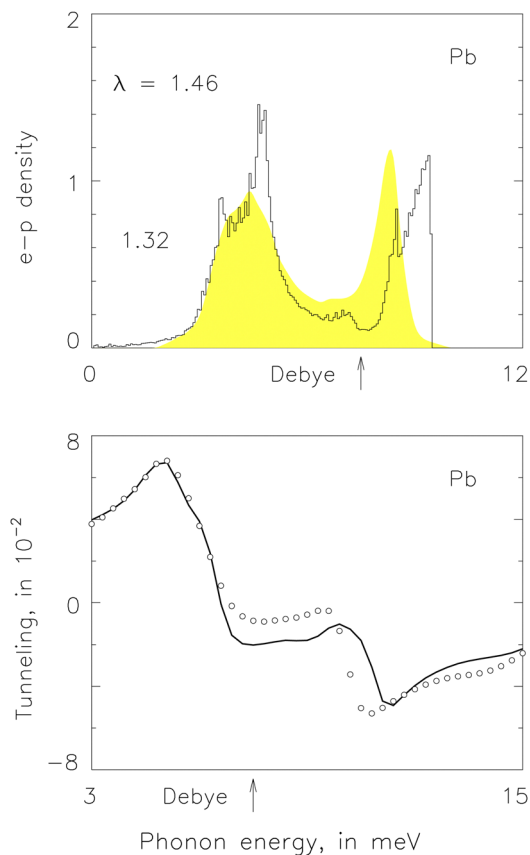 2
Pb
λ = 1.46
1
1.32
e-p density
0
0
Debye
12
8
Pb
0
Tunneling, in 10⁻²
-8
3
Debye
15
Phonon energy, in meV